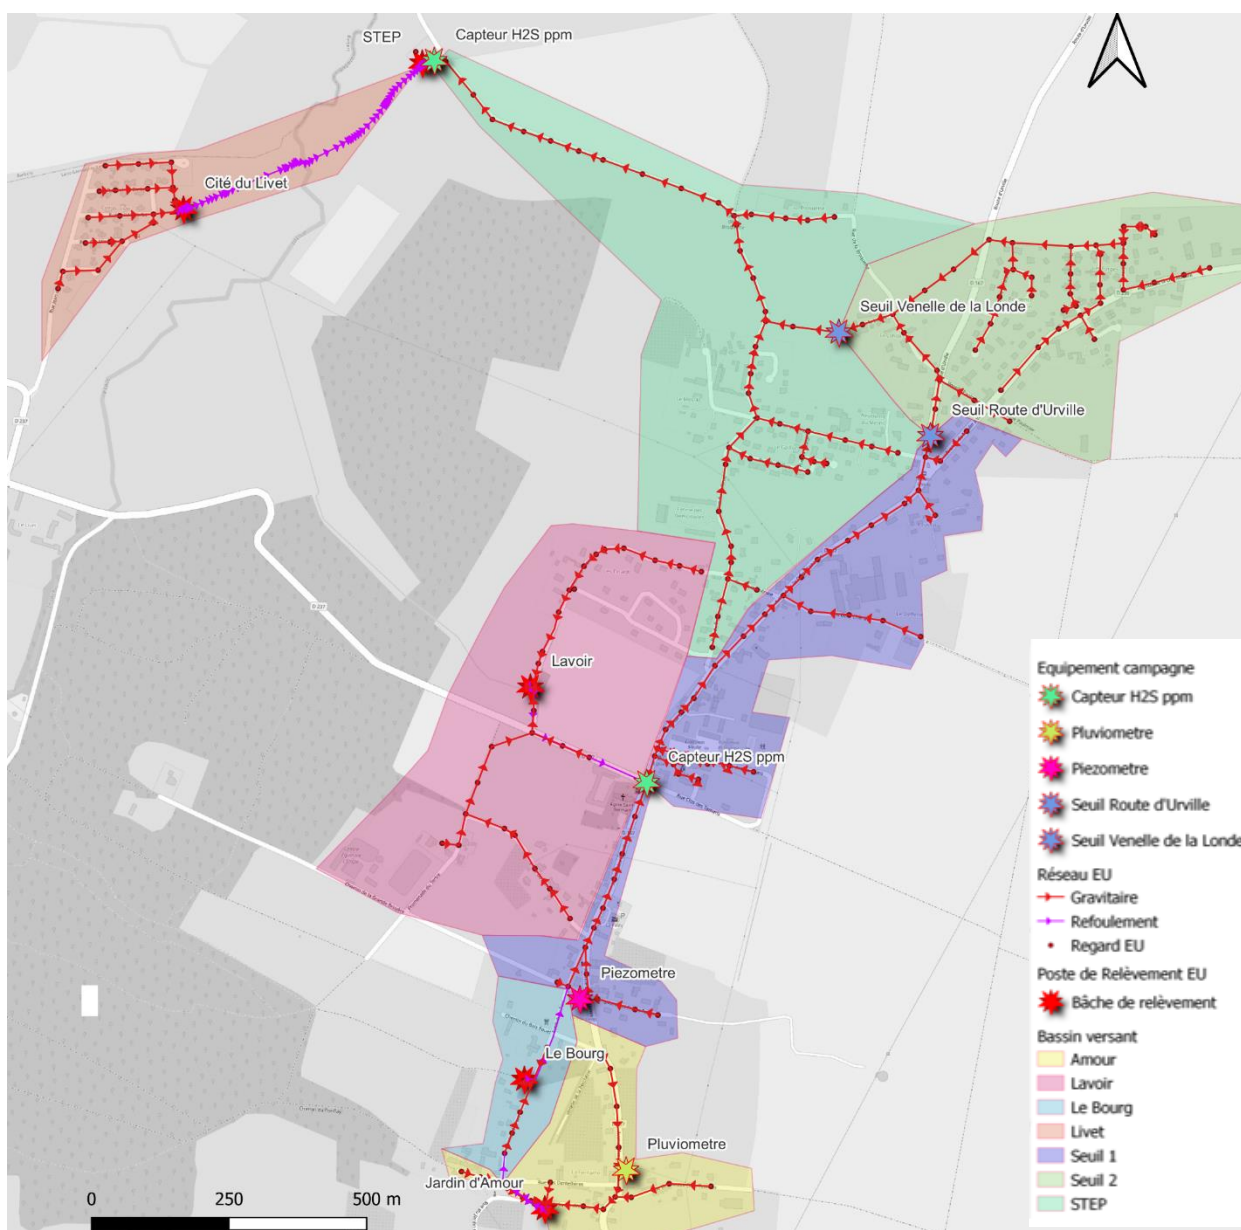 STEP
Capteur H2S ppm
Cité du Livet
Seuil Venelle de la Londe
Seuil Route d'Urville
D 237
D 237
Lavoir
Capteur H2S ppm
Piezométre
Le Bourg
Pluviometre
Jardin d'Amour
0 250 500 m
Equipement campagne
Capteur H2S ppm
Pluviometre
Piezometre
Seuil Route d'Urville
Seuil Venelle de la Londe
Réseau EU
Gravitaire
Refoulement
Regard EU
Poste de Relèvement EU
Bâche de relèvement
Bassin versant
Amour
Lavoir
Le Bourg
Livet
Seuil 1
Seuil 2
STEP